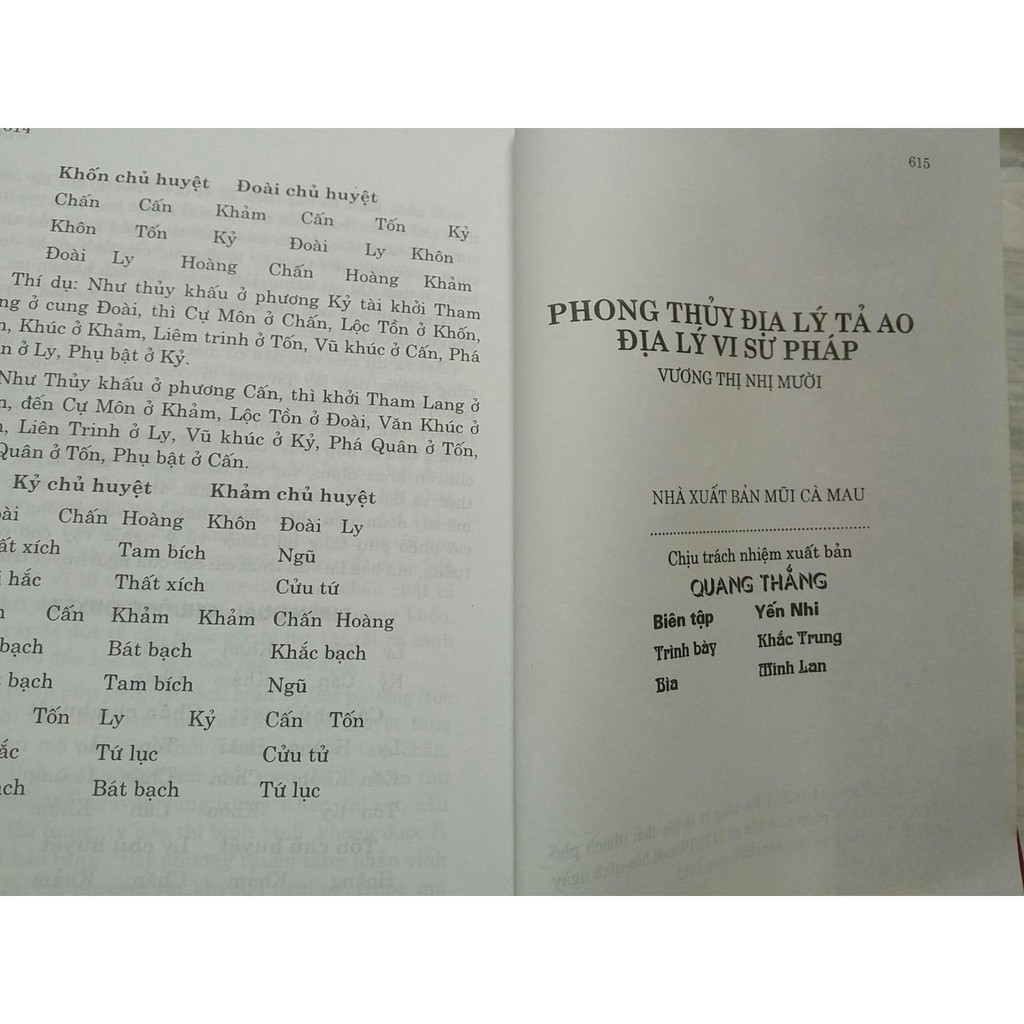 614
Khốn chủ huyệt Đoài chủ huyệt
Chấn Cấn Khảm Cấn Tốn Kỷ
Khôn Tốn Kỷ Đoài Ly Khôn
Đoài Ly Hoàng Chấn Hoàng Khảm
Thí dụ: Như thủy khấu ở phương Kỷ tài khởi Tham
ở cung Đoài, thì Cự Môn ở Chấn, Lộc Tồn ở Khốn,
Khúc ở Khảm, Liêm trinh ở Tốn, Vũ khúc ở Cấn, Phá
ở Ly, Phụ bật ở Kỷ.
Như Thủy khấu ở phương Cấn, thì khởi Tham Lang ở
đến Cự Môn ở Khảm, Lộc Tồn ở Đoài, Văn Khúc ở
Liên Trinh ở Ly, Vũ khúc ở Kỷ, Phá Quân ở Tốn,
Quân ở Tốn, Phụ bật ở Cấn.
Kỷ chủ huyệt Khảm chủ huyệt
Chấn Hoàng Khôn Đoài Ly
xích Tam bích Ngũ
hắc Thất xích Cửu tứ
Cấn Khảm Khảm Chấn Hoàng
bạch Bát bạch Khắc bạch
bạch Tam bích Ngũ
Tốn Ly Kỷ Cấn Tốn
Tứ lục Cửu tử
Bát bạch Tứ lục
615
PHONG THỦY ĐỊA LÝ TẢ AO
ĐỊA LÝ VI SƯ PHÁP
VƯƠNG THỊ NHỊ MƯỜI
NHÀ XUẤT BẢN MŨI CÀ MAU
Chịu trách nhiệm xuất bản
QUANG THẮNG
Biên tập Yến Nhi
Trình bày Khắc Trung
Bìa Minh Lan